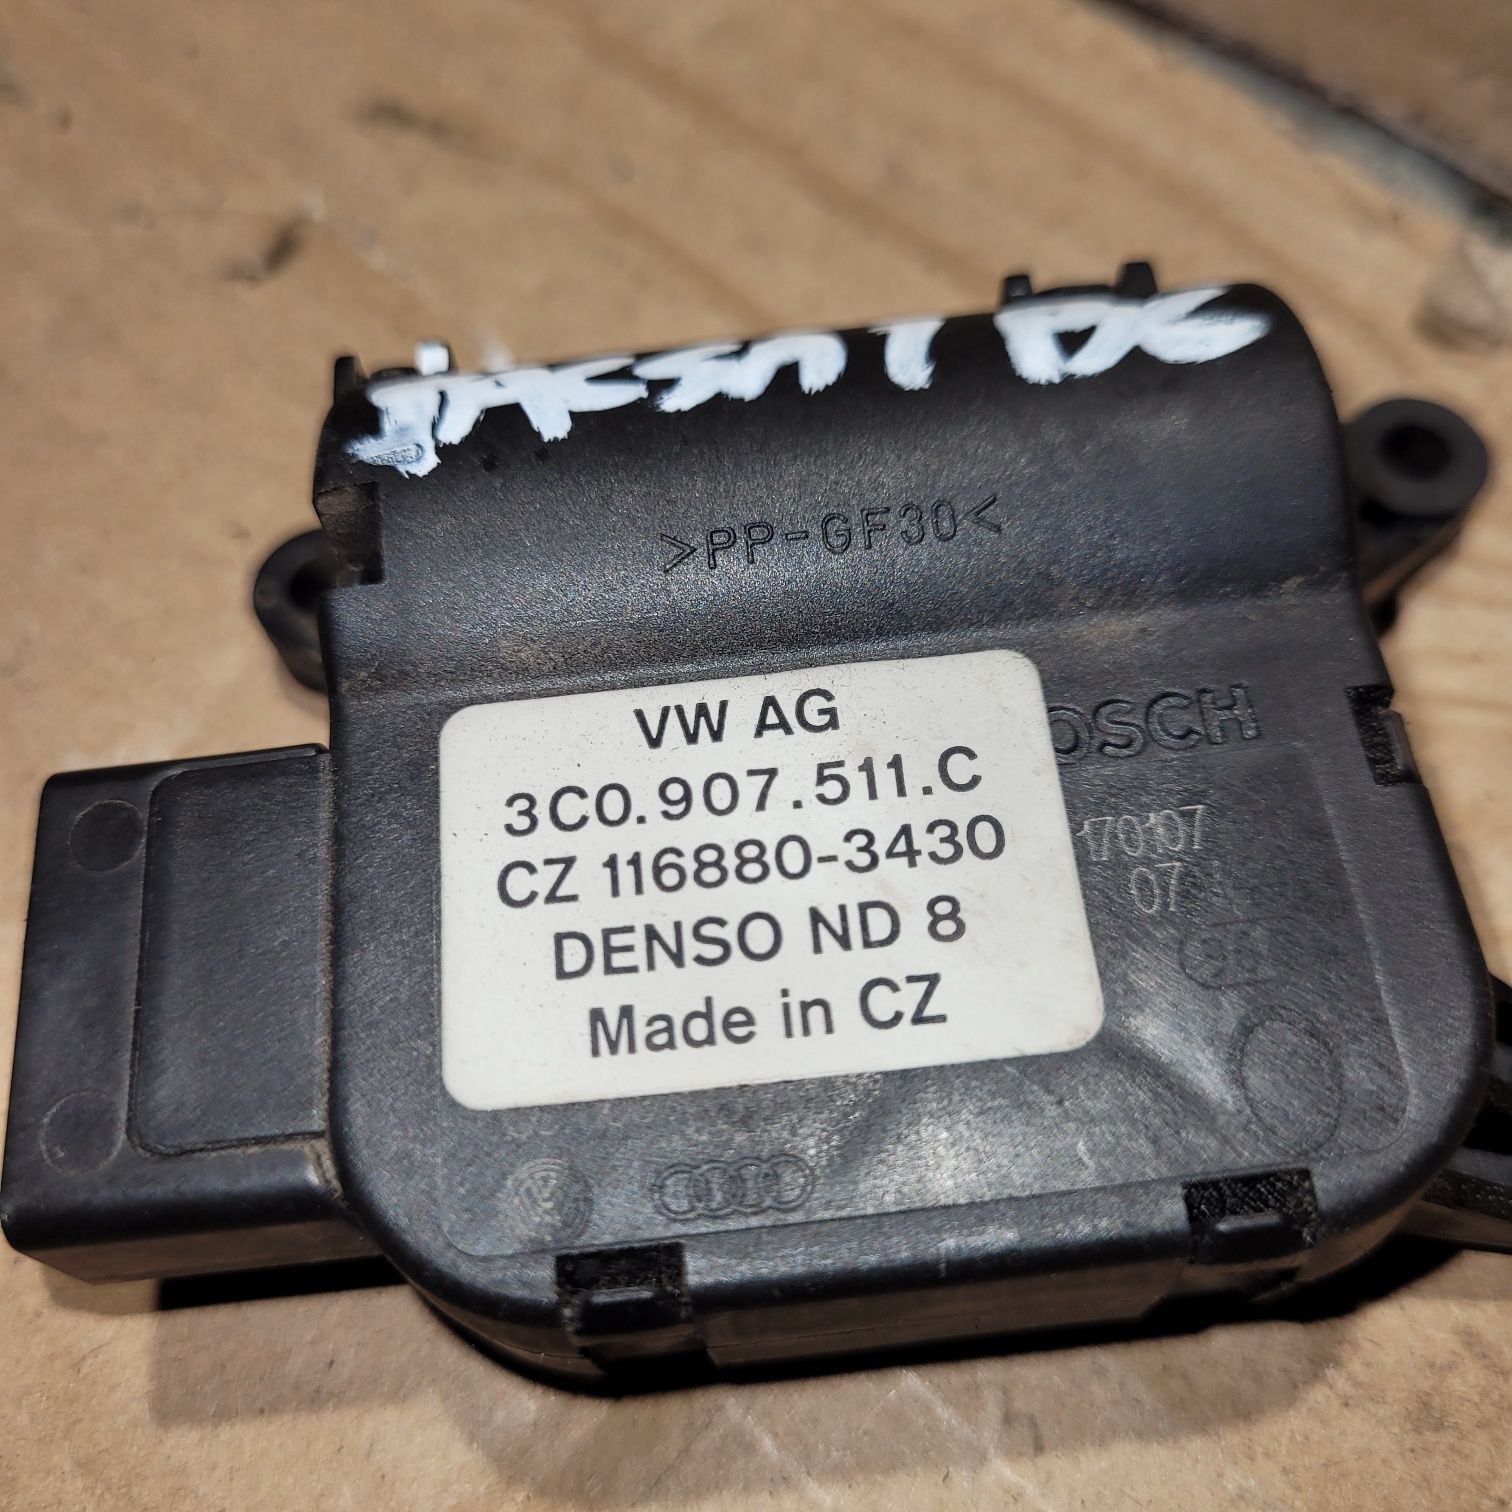 >PP-GF30<
VW AG
3C0.907.511.C
CZ 116880-3430
DENSO ND 8
Made in CZ
OSCH
170107
07